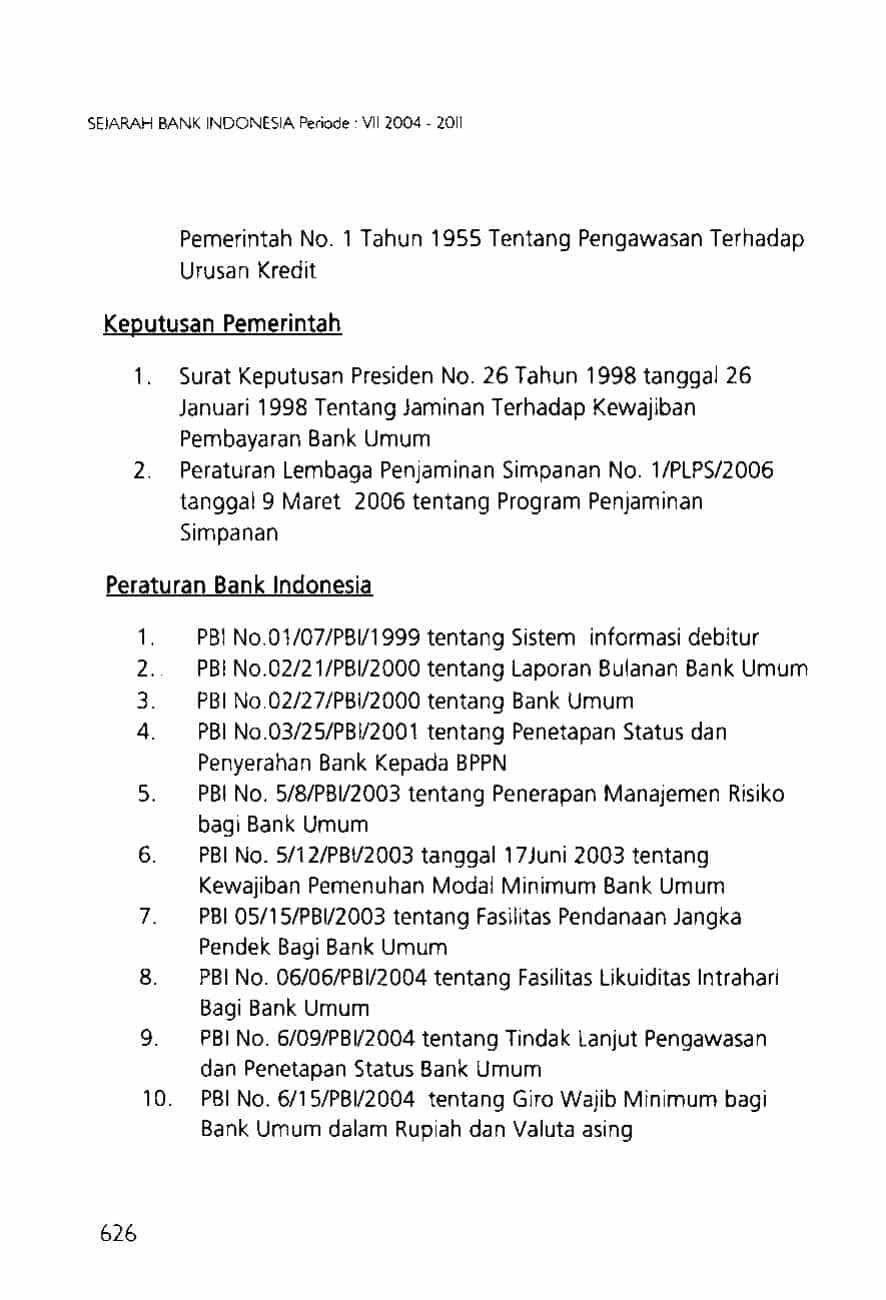 SEJARAH BANK INDONESIA Periode : VII 2004 - 2011
Pemerintah No. 1 Tahun 1955 Tentang Pengawasan Terhadap
Urusan Kredit
Keputusan Pemerintah
1. Surat Keputusan Presiden No. 26 Tahun 1998 tanggal 26
Januari 1998 Tentang Jaminan Terhadap Kewajiban
Pembayaran Bank Umum
2. Peraturan Lembaga Penjaminan Simpanan No. 1/PLPS/2006
tanggal 9 Maret 2006 tentang Program Penjaminan
Simpanan
Peraturan Bank Indonesia
1. PBI No.01/07/PBI/1999 tentang Sistem informasi debitur
2. PBI No.02/21/PBI/2000 tentang Laporan Bulanan Bank Umum
3. PBI No.02/27/PBI/2000 tentang Bank Umum
4. PBI No.03/25/PBI/2001 tentang Penetapan Status dan
Penyerahan Bank Kepada BPPN
5. PBI No. 5/8/PBI/2003 tentang Penerapan Manajemen Risiko
bagi Bank Umum
6. PBI No. 5/12/PBI/2003 tanggal 17Juni 2003 tentang
Kewajiban Pemenuhan Modal Minimum Bank Umum
7. PBI 05/15/PBI/2003 tentang Fasilitas Pendanaan Jangka
Pendek Bagi Bank Umum
8. PBI No. 06/06/PBI/2004 tentang Fasilitas Likuiditas Intrahari
Bagi Bank Umum
9. PBI No. 6/09/PBI/2004 tentang Tindak Lanjut Pengawasan
dan Penetapan Status Bank Umum
10. PBI No. 6/15/PBI/2004 tentang Giro Wajib Minimum bagi
Bank Umum dalam Rupiah dan Valuta asing
626